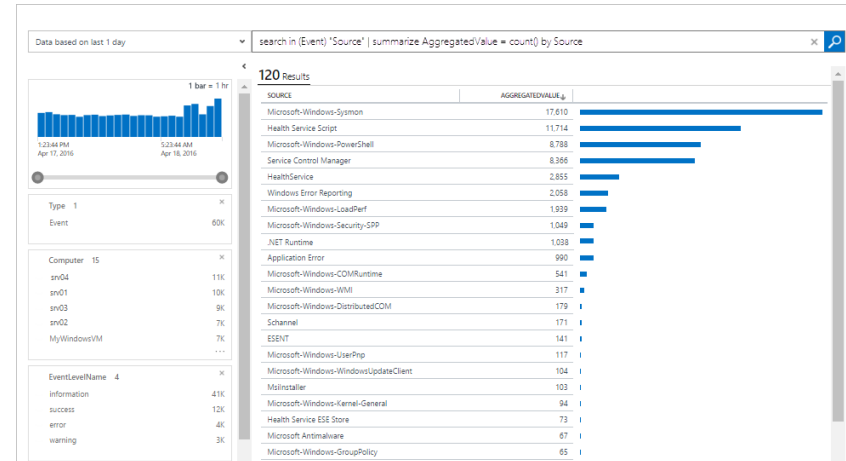 Data based on last 1 day
search in (Event) "Source" | summarize AggregatedValue = count() by Source
120 Results
1 bar = 1 hr
1:23:44 PM
Apr 17, 2016
5:23:44 AM
Apr 18, 2016
Type 1
Event 60K
Computer 15
srv04 11K
srv01 10K
srv03 9K
srv02 7K
MyWindowsVM 7K
...
EventLevelName 4
information 41K
success 12K
error 4K
warning 3K
SOURCE AGGREGATEDVALUE
Microsoft-Windows-Sysmon 17,610
Health Service Script 11,714
Microsoft-Windows-PowerShell 8,788
Service Control Manager 8,366
HealthService 2,855
Windows Error Reporting 2,058
Microsoft-Windows-LoadPerf 1,939
Microsoft-Windows-Security-SPP 1,049
.NET Runtime 1,038
Application Error 990
Microsoft-Windows-COMRuntime 541
Microsoft-Windows-WMI 317
Microsoft-Windows-DistributedCOM 179
Schannel 171
ESENT 141
Microsoft-Windows-UserPnp 117
Microsoft-Windows-WindowsUpdateClient 104
MsiInstaller 103
Microsoft-Windows-Kernel-General 94
Health Service ESE Store 73
Microsoft Antimalware 67
Microsoft-Windows-GroupPolicy 65